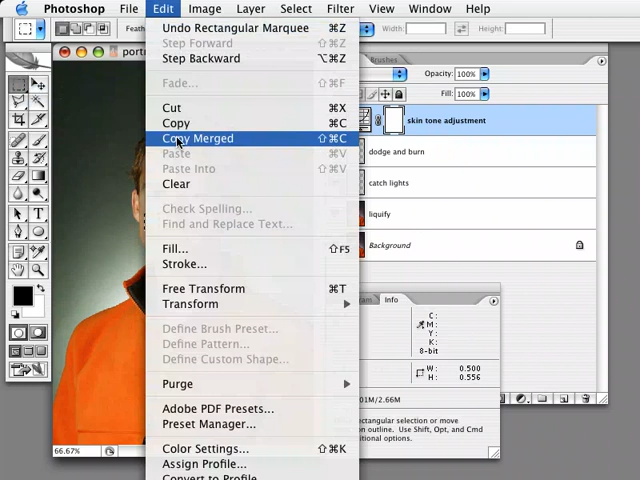 Photoshop File Edit Image Layer Select Filter View Window Help
Feath Width: Height:
portr
Undo Rectangular Marquee ⌘Z
Step Forward ⇧⌘Z
Step Backward ⌥⌘Z
Fade... ⇧⌘F
Cut ⌘X
Copy ⌘C
Copy Merged ⇧⌘C
Paste ⌘V
Paste Into ⇧⌘V
Clear
Check Spelling...
Find and Replace Text...
Fill... ⇧F5
Stroke...
Free Transform ⌘T
Transform
Define Brush Preset...
Define Pattern...
Define Custom Shape...
Purge
Adobe PDF Presets...
Preset Manager...
Color Settings... ⇧⌘K
Assign Profile...
Convert to Profile
Brushes
Opacity: 100%
Fill: 100%
skin tone adjustment
dodge and burn
catch lights
liquify
Background
Info
C:
M:
Y:
K:
8-bit
W: 0.500
H: 0.556
01M/2.66M
rectangular selection or move
on outline. Use Shift, Opt, and Cmd
itional options.
66.67%